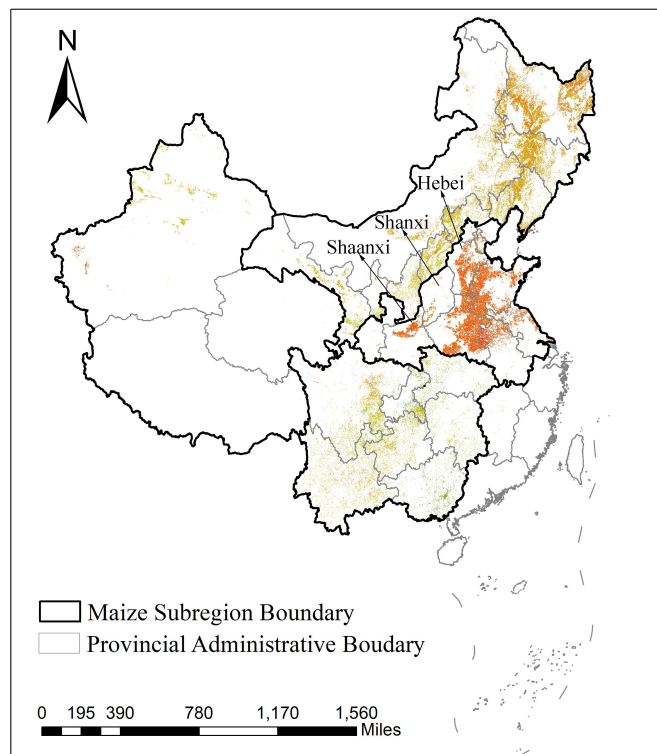 N
Hebei
Shanxi
Shaanxi
Maize Subregion Boundary
Provincial Administrative Boudary
0 195 390 780 1,170 1,560
Miles